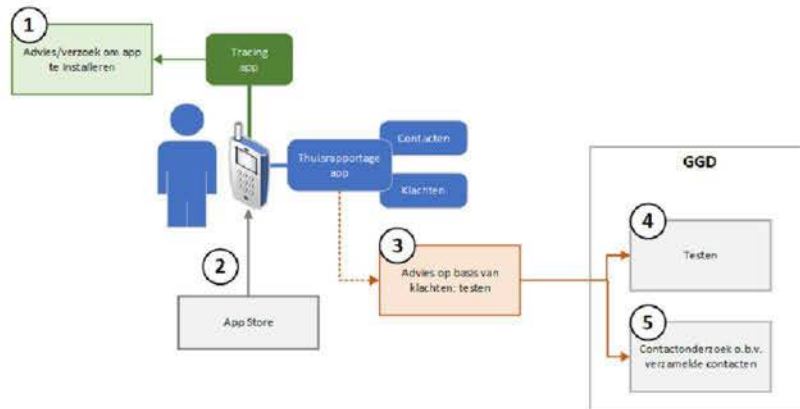 1
Advies/verzoek om app
te installeren
Tracing
app
Thuisrapportage
app
Contacten
Klachten
2
App Store
3
Advies op basis van
klachten: testen
GGD
4
Testen
5
Contactonderzoek o.b.v.
verzamelde contacten